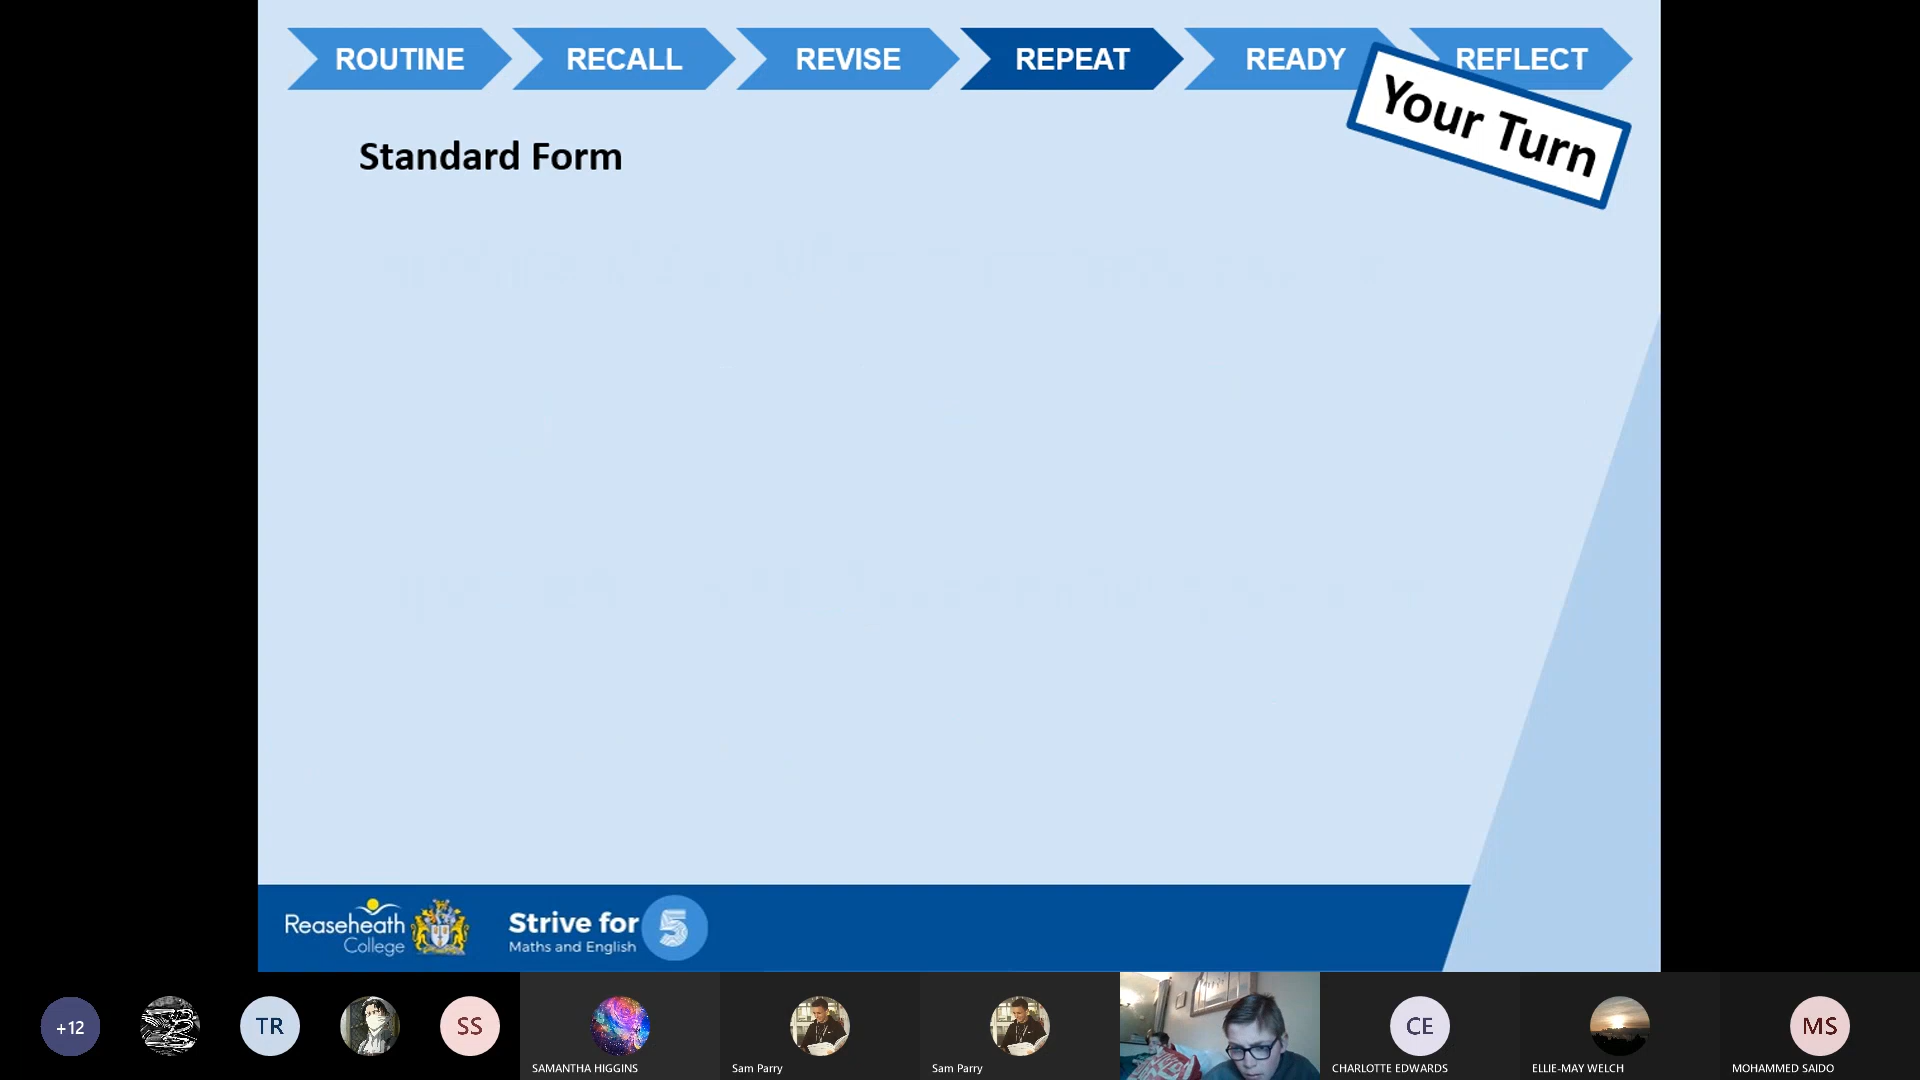 ROUTINE RECALL REVISE REPEAT READY REFLECT
Your Turn
Standard Form
Reaseheath
College
Strive for 5
Maths and English
+12 TR SS CE MS
SAMANTHA HIGGINS Sam Parry Sam Parry CHARLOTTE EDWARDS ELLIE-MAY WELCH MOHAMMED SAIDO